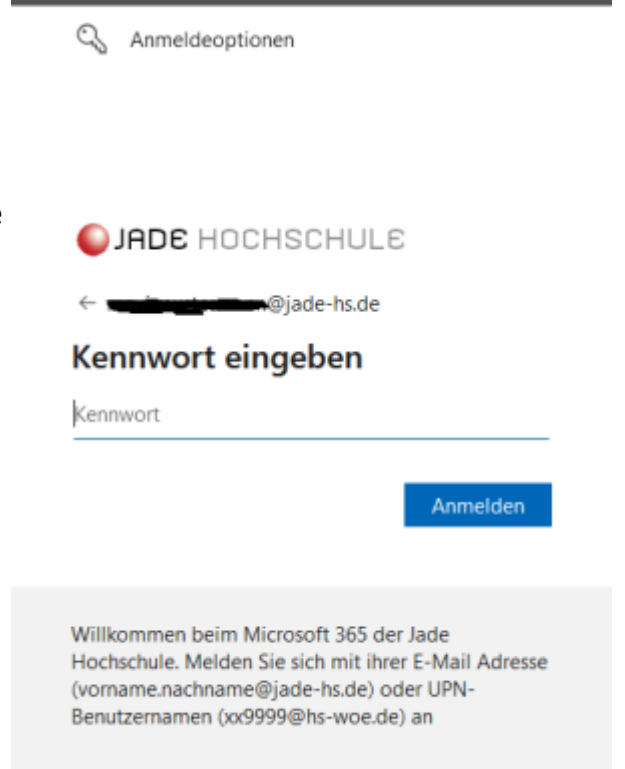 Anmeldeoptionen
e
JADE HOCHSCHULE
@jade-hs.de
Kennwort eingeben
Kennwort
Anmelden
Willkommen beim Microsoft 365 der Jade
Hochschule. Melden Sie sich mit ihrer E-Mail Adresse
(vorname.nachname@jade-hs.de) oder UPN-
Benutzernamen (xx9999@hs-woe.de) an